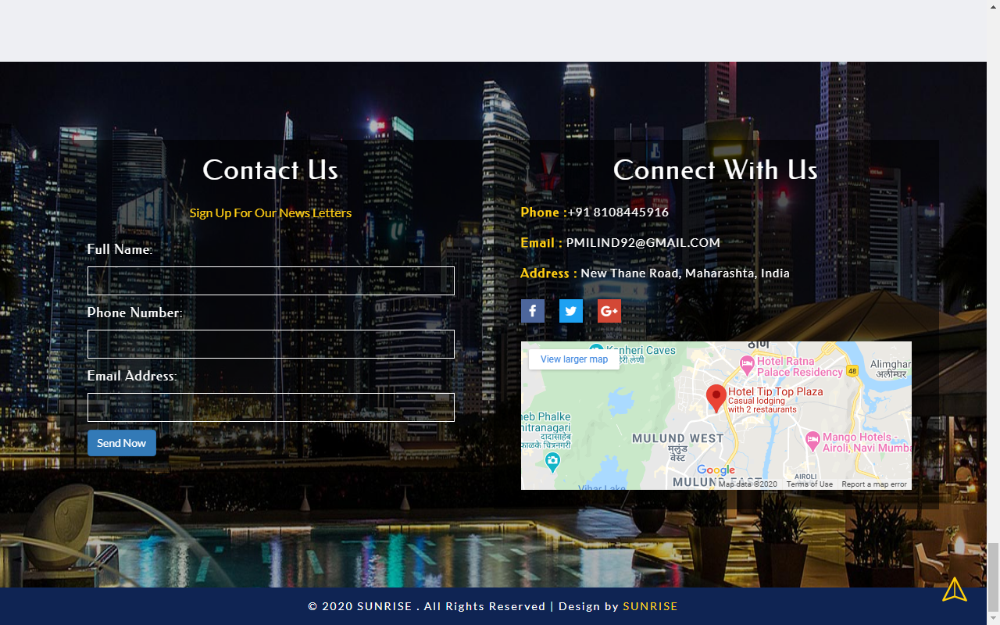 Contact Us
Sign Up For Our News Letters
Full Name:
Phone Number:
Email Address:
Send Now
Connect With Us
Phone :+91 8108445916
Email : PMILIND92@GMAIL.COM
Address : New Thane Road, Maharashta, India
View larger map
Kanheri Caves
ठाणे
Hotel Ratna
Palace Residency
48
Alimghar
अलीमघर
Hotel Tip Top Plaza
Casual lodging
with 2 restaurants
eb Phalke
hitranagari
दादासाहेब
फाळके चित्रनगरी
MULUND WEST
मुलुंड
वेस्ट
Mango Hotels -
Airoli, Navi Mumba
Google
AIROLI
MULUND EAST
Vihar Lake
Map data ©2020
Terms of Use
Report a map error
© 2020 SUNRISE . All Rights Reserved | Design by SUNRISE